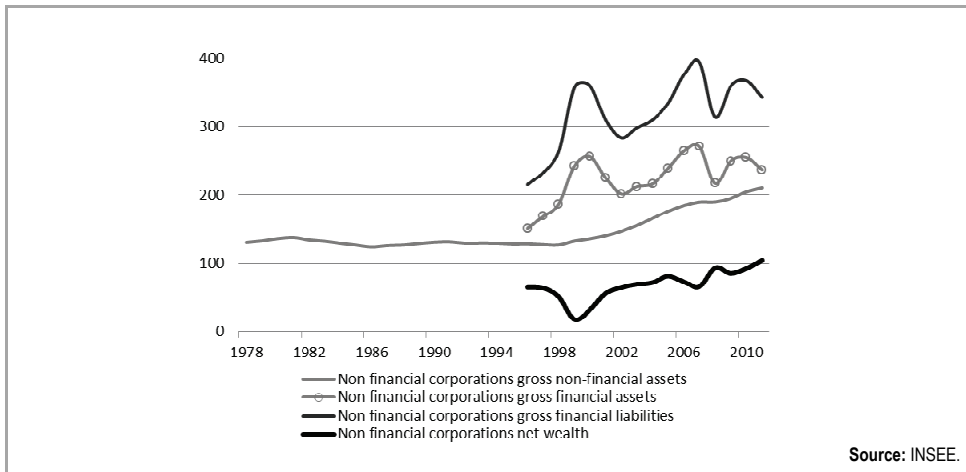 400
300
200
100
0
1978 1982 1986 1990 1994 1998 2002 2006 2010
Non financial corporations gross non-financial assets
Non financial corporations gross financial assets
Non financial corporations gross financial liabilities
Non financial corporations net wealth
Source: INSEE.